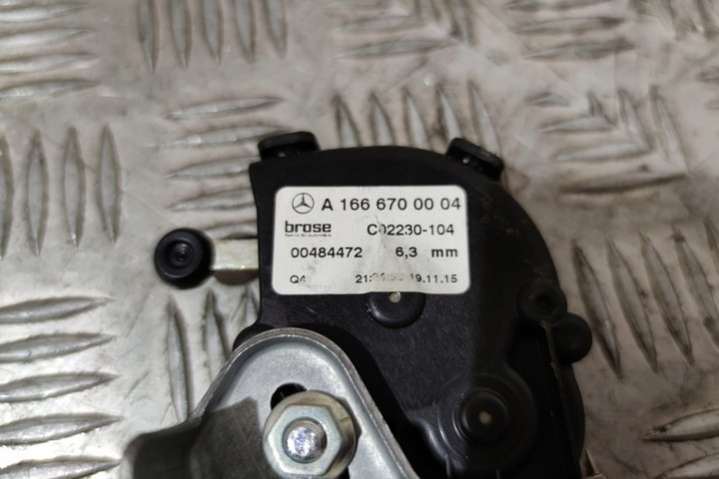 A 166 670 00 04
brose C02230-104
00484472 6,3 mm
Q4 19.11.15